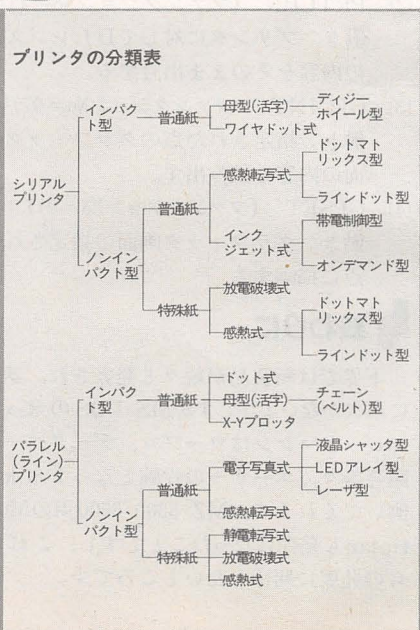 プリンタの分類表
シリアル
プリンタ
インパク
ト型
普通紙
母型(活字)
ディジー
ホイール型
ワイヤドット式
ノンイン
パクト型
普通紙
感熱転写式
ドットマト
リックス型
ラインドット型
インク
ジェット式
帯電制御型
オンデマンド型
特殊紙
放電破壊式
感熱式
ドットマト
リックス型
ラインドット型
パラレル
(ライン)
プリンタ
インパク
ト型
普通紙
ドット式
母型(活字)
チェーン
(ベルト)型
X-Yプロッタ
ノンイン
パクト型
普通紙
電子写真式
液晶シャッタ型
LEDアレイ型
レーザ型
感熱転写式
特殊紙
静電転写式
放電破壊式
感熱式